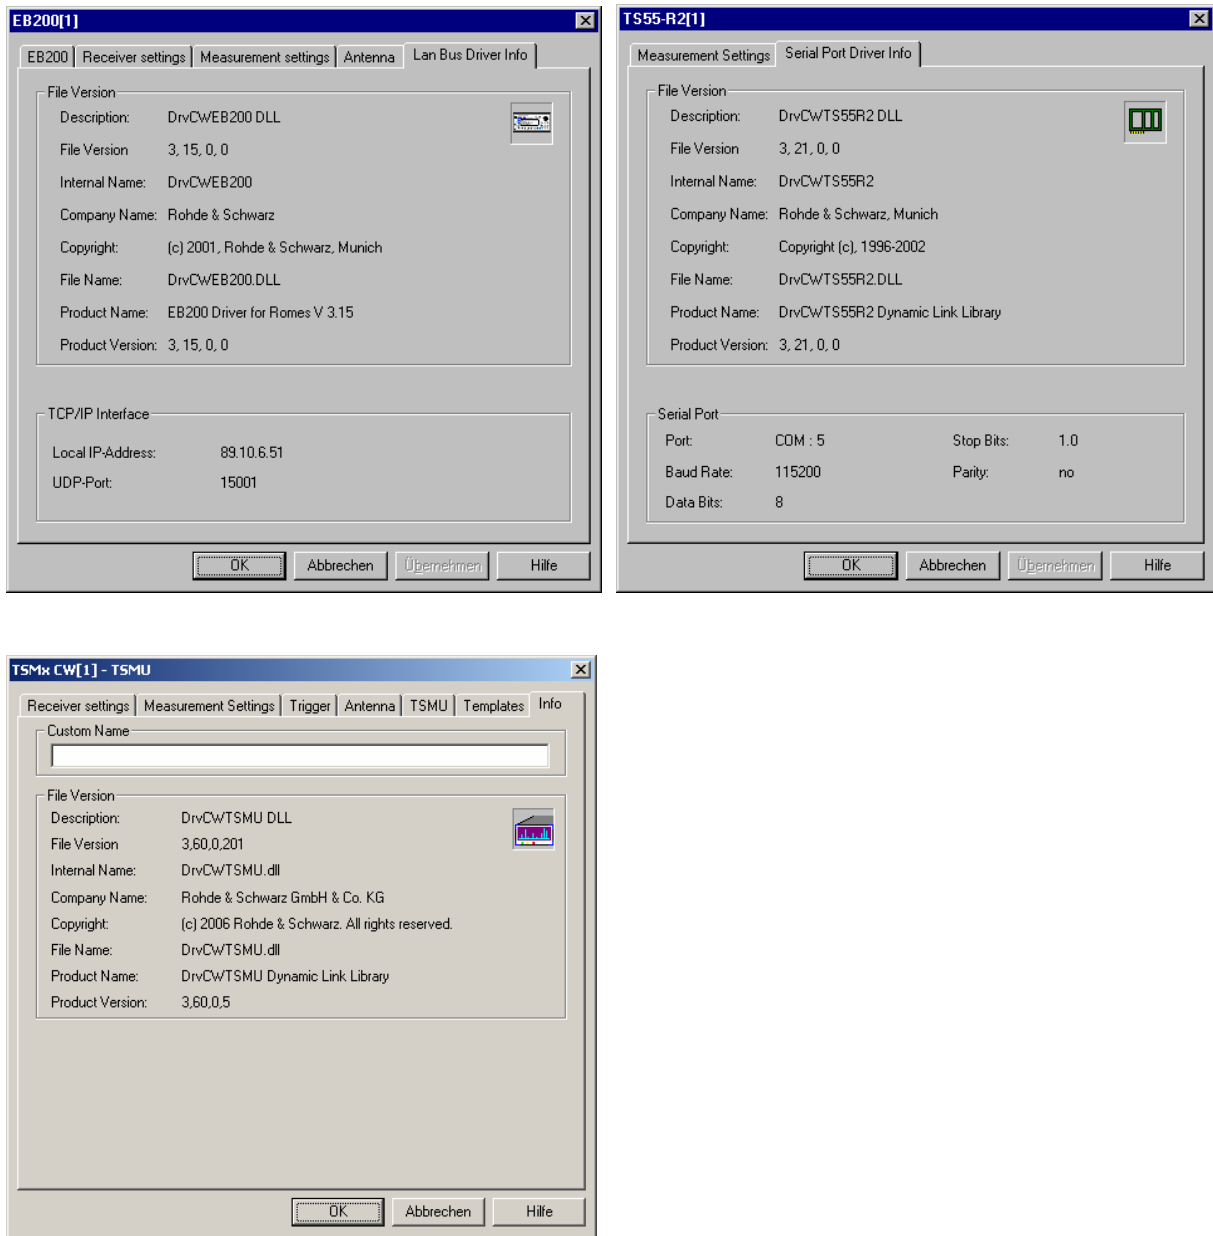 EB200[1]
EB200 Receiver settings Measurement settings Antenna Lan Bus Driver Info
File Version
Description: DrvCWEB200 DLL
File Version 3, 15, 0, 0
Internal Name: DrvCWEB200
Company Name: Rohde & Schwarz
Copyright: (c) 2001, Rohde & Schwarz, Munich
File Name: DrvCWEB200.DLL
Product Name: EB200 Driver for Romes V 3.15
Product Version: 3, 15, 0, 0
TCP/IP Interface
Local IP-Address: 89.10.6.51
UDP-Port: 15001
OK Abbrechen Übernehmen Hilfe
TS55-R2[1]
Measurement Settings Serial Port Driver Info
File Version
Description: DrvCWTS55R2 DLL
File Version 3, 21, 0, 0
Internal Name: DrvCWTS55R2
Company Name: Rohde & Schwarz, Munich
Copyright: Copyright (c), 1996-2002
File Name: DrvCWTS55R2.DLL
Product Name: DrvCWTS55R2 Dynamic Link Library
Product Version: 3, 21, 0, 0
Serial Port
Port: COM : 5 Stop Bits: 1.0
Baud Rate: 115200 Parity: no
Data Bits: 8
OK Abbrechen Übernehmen Hilfe
TSMx CW[1] - TSMU
Receiver settings Measurement Settings Trigger Antenna TSMU Templates Info
Custom Name
File Version
Description: DrvCWTSMU DLL
File Version 3,60,0,201
Internal Name: DrvCWTSMU.dll
Company Name: Rohde & Schwarz GmbH & Co. KG
Copyright: (c) 2006 Rohde & Schwarz. All rights reserved.
File Name: DrvCWTSMU.dll
Product Name: DrvCWTSMU Dynamic Link Library
Product Version: 3,60,0,5
OK Abbrechen Hilfe